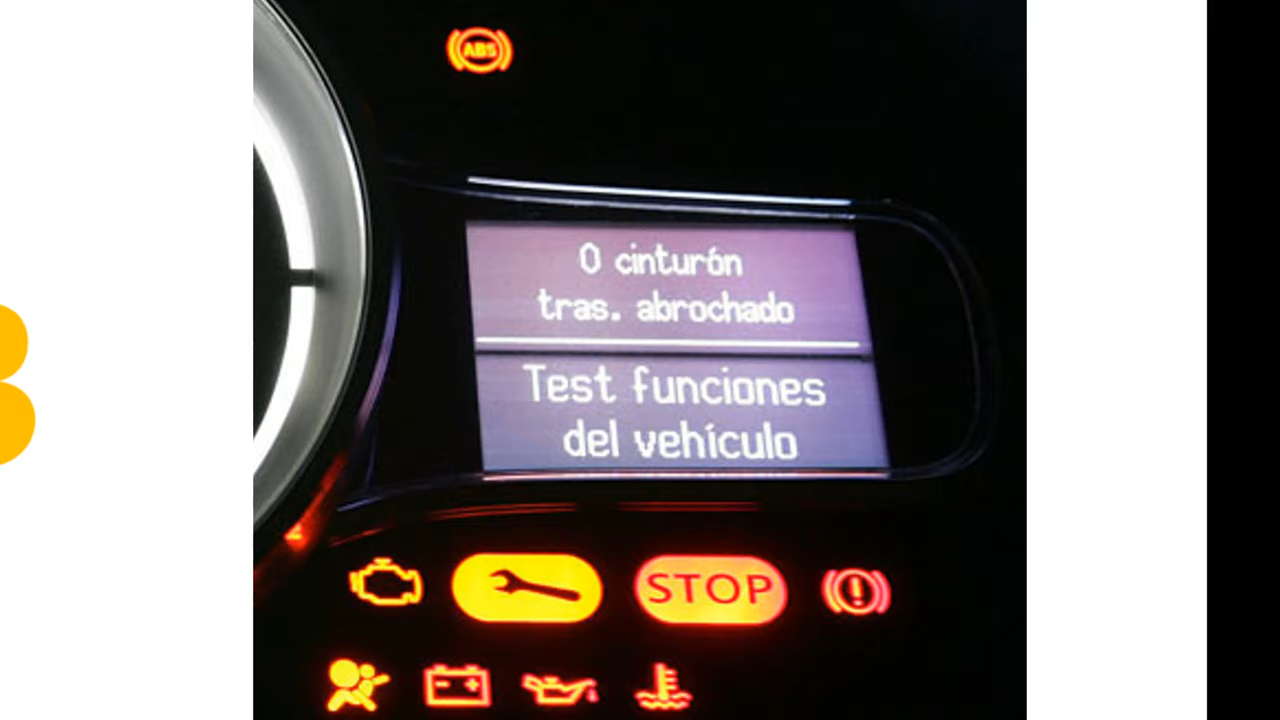 ABS
0 cinturón
tras. abrochado
Test funciones
del vehículo
STOP